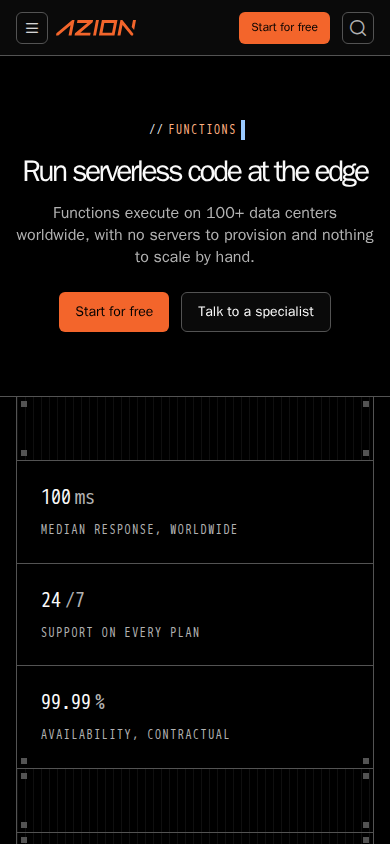 AZION
Start for free
// FUNCTIONS
Run serverless code at the edge
Functions execute on 100+ data centers
worldwide, with no servers to provision and nothing
to scale by hand.
Start for free
Talk to a specialist
100 ms
MEDIAN RESPONSE, WORLDWIDE
24 /7
SUPPORT ON EVERY PLAN
99.99 %
AVAILABILITY, CONTRACTUAL